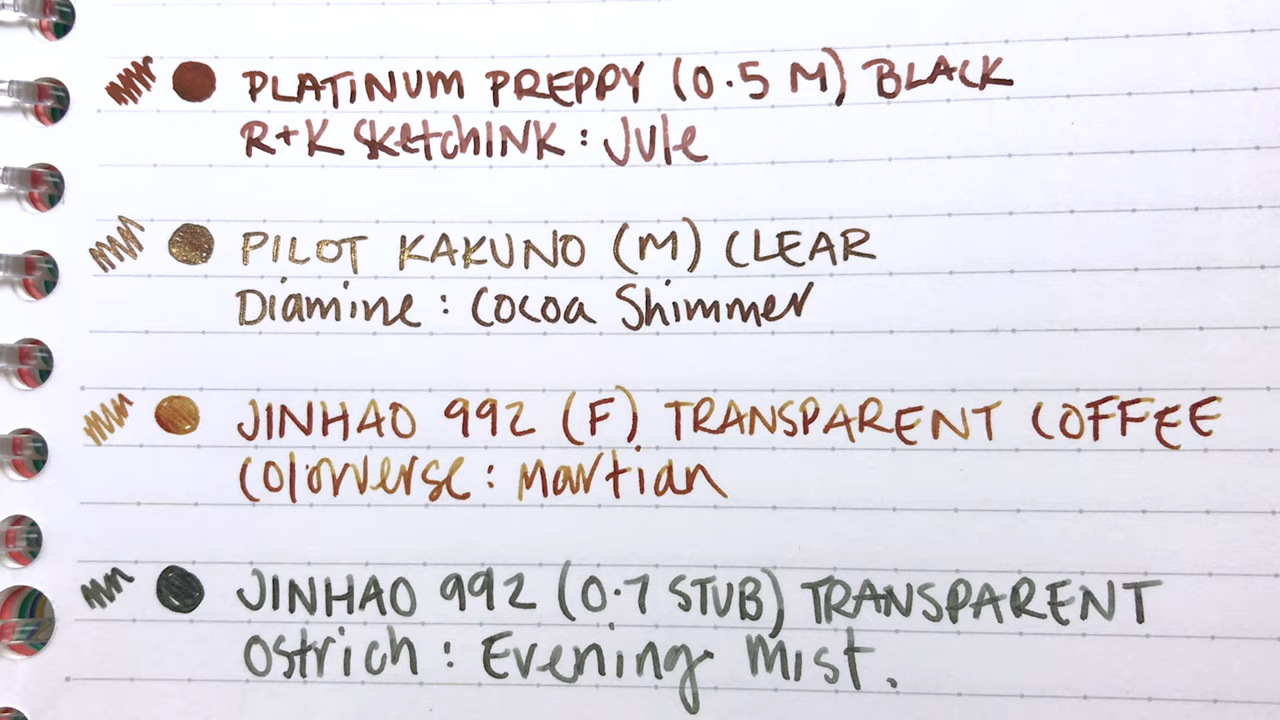 PLATINUM PREPPY (0.5 M) BLACK
R+K SketchINK : Jule
PILOT KAKUNO (M) CLEAR
Diamine : Cocoa Shimmer
JINHAO 992 (F) TRANSPARENT COFFEE
Colorverse : Martian
JINHAO 992 (0.7 STUB) TRANSPARENT
Ostrich : Evening Mist.